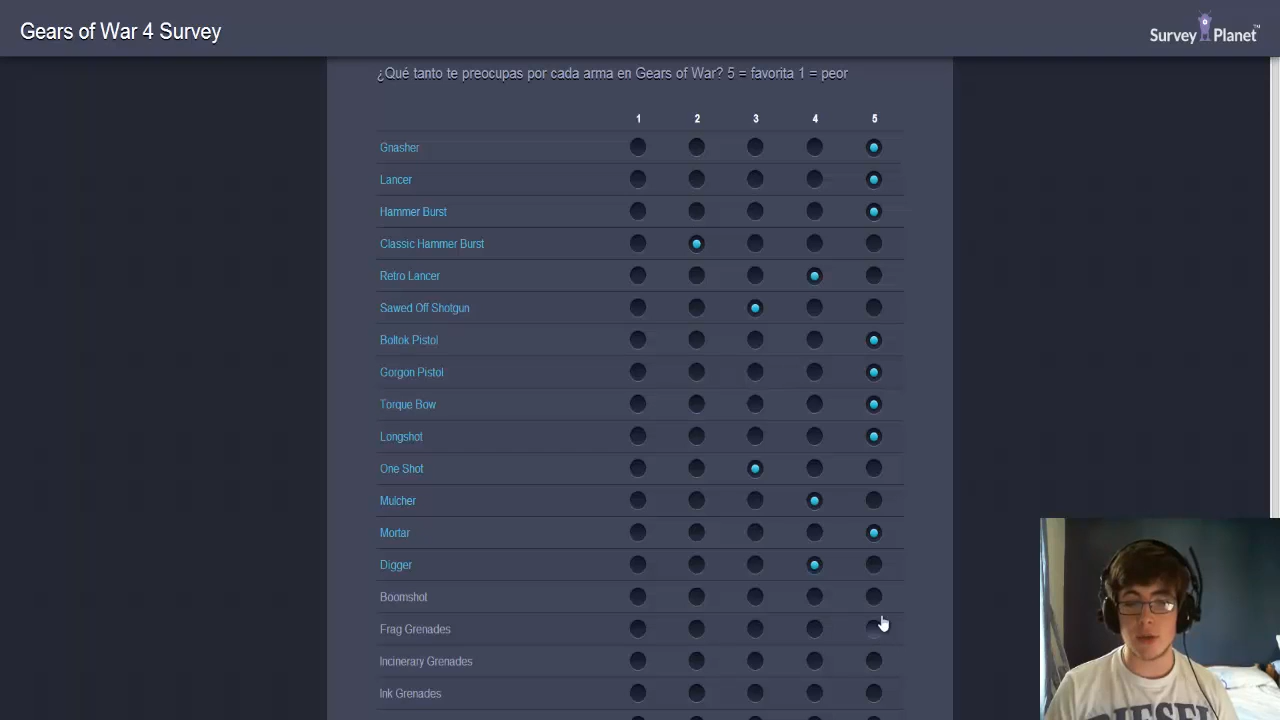 Gears of War 4 Survey
Survey Planet™
¿Qué tanto te preocupas por cada arma en Gears of War? 5 = favorita 1 = peor
1 2 3 4 5
Gnasher
Lancer
Hammer Burst
Classic Hammer Burst
Retro Lancer
Sawed Off Shotgun
Boltok Pistol
Gorgon Pistol
Torque Bow
Longshot
One Shot
Mulcher
Mortar
Digger
Boomshot
Frag Grenades
Incinerary Grenades
Ink Grenades
DIESEL